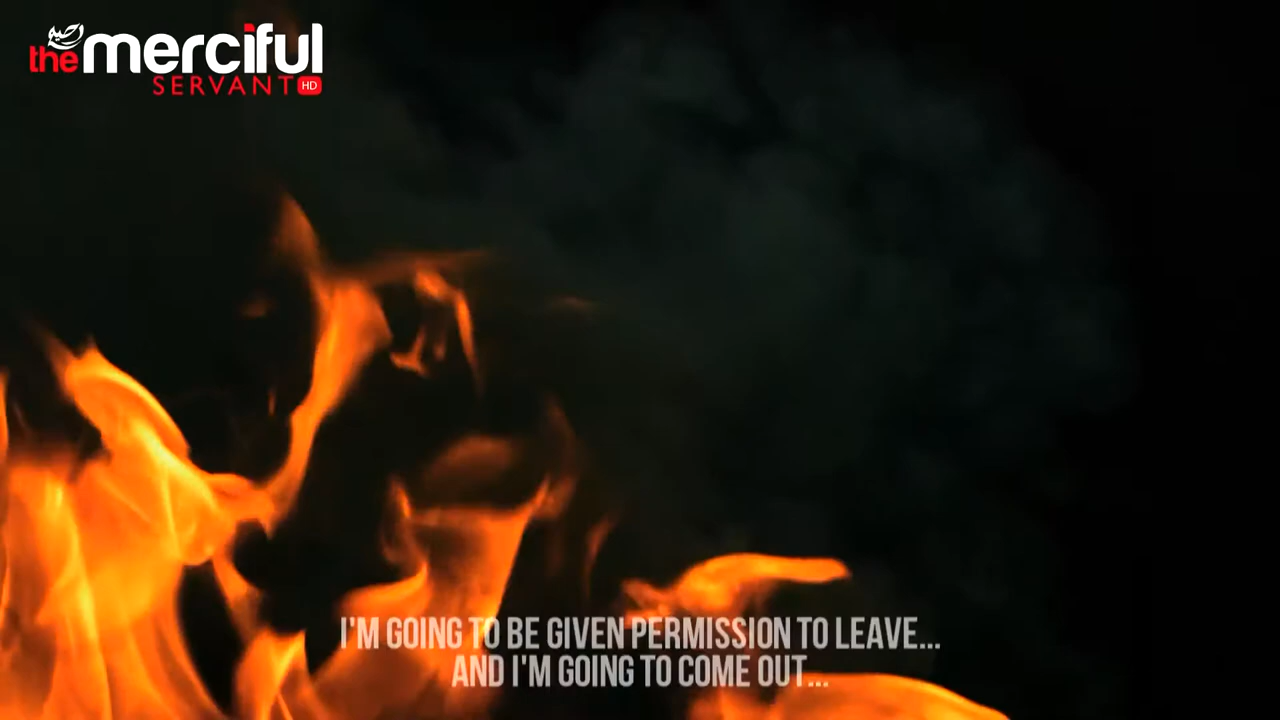 the merciful
SERVANT HD
I'M GOING TO BE GIVEN PERMISSION TO LEAVE...
AND I'M GOING TO COME OUT...